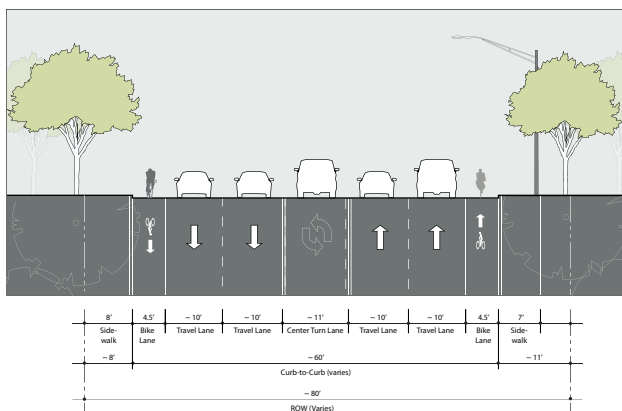 8' 4.5' ~ 10' ~ 10' ~ 11' ~ 10' ~ 10' 4.5' 7'
Side- Bike Travel Lane Travel Lane Center Turn Lane Travel Lane Travel Lane Bike Side-
walk Lane Lane walk
~ 8' ~ 60' ~ 11'
Curb-to-Curb (varies)
~ 80'
ROW (Varies)